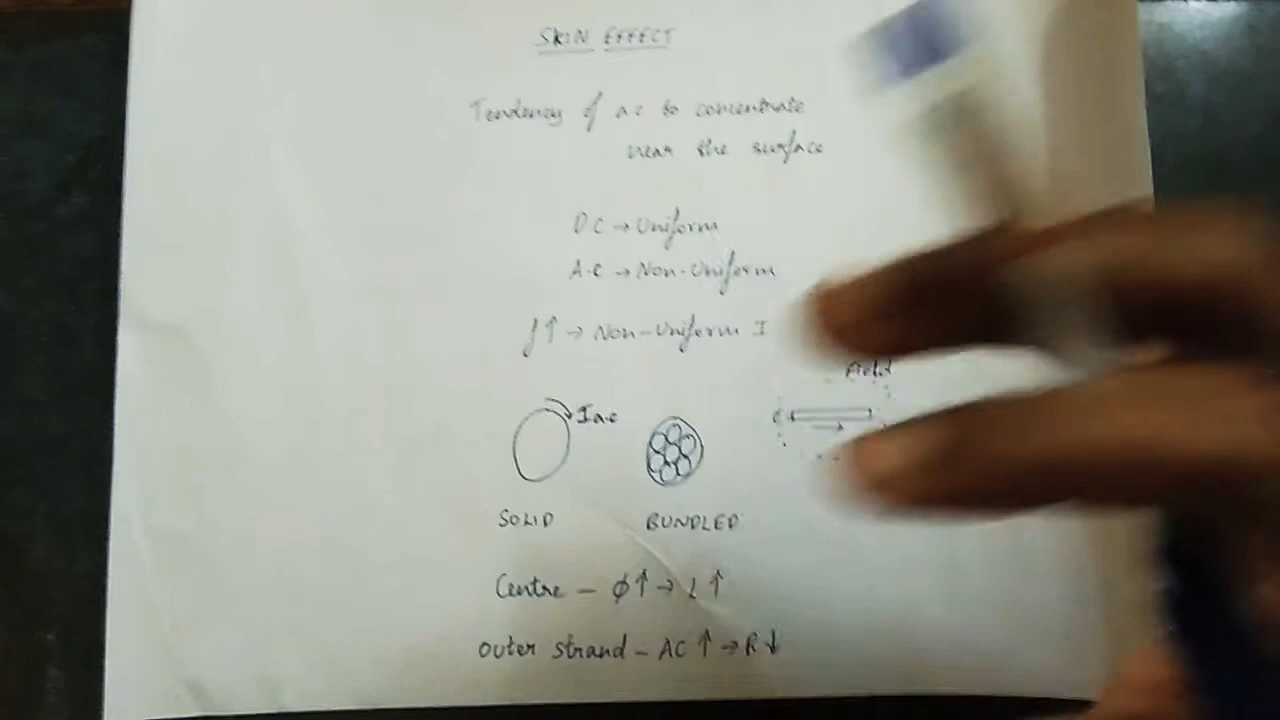 SKIN EFFECT
Tendency of ac to concentrate
near the surface
DC → Uniform
A-C → Non-Uniform
f↑ → Non-Uniform I
Field
Iac
SOLID
BUNDLED
Centre - φ↑ → L↑
outer strand - AC ↑ → R↓